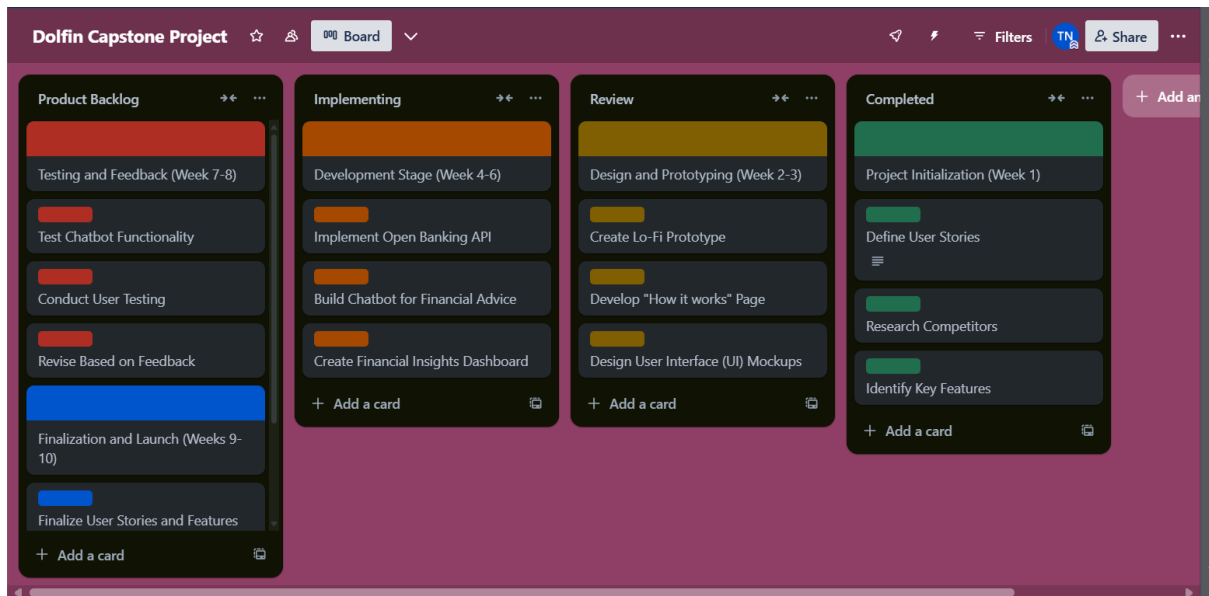 Dolfin Capstone Project
Board
Filters
TN
Share
Product Backlog
Testing and Feedback (Week 7-8)
Test Chatbot Functionality
Conduct User Testing
Revise Based on Feedback
Finalization and Launch (Weeks 9-
10)
Finalize User Stories and Features
+ Add a card
Implementing
Development Stage (Week 4-6)
Implement Open Banking API
Build Chatbot for Financial Advice
Create Financial Insights Dashboard
+ Add a card
Review
Design and Prototyping (Week 2-3)
Create Lo-Fi Prototype
Develop "How it works" Page
Design User Interface (UI) Mockups
+ Add a card
Completed
Project Initialization (Week 1)
Define User Stories
Research Competitors
Identify Key Features
+ Add a card
+ Add an